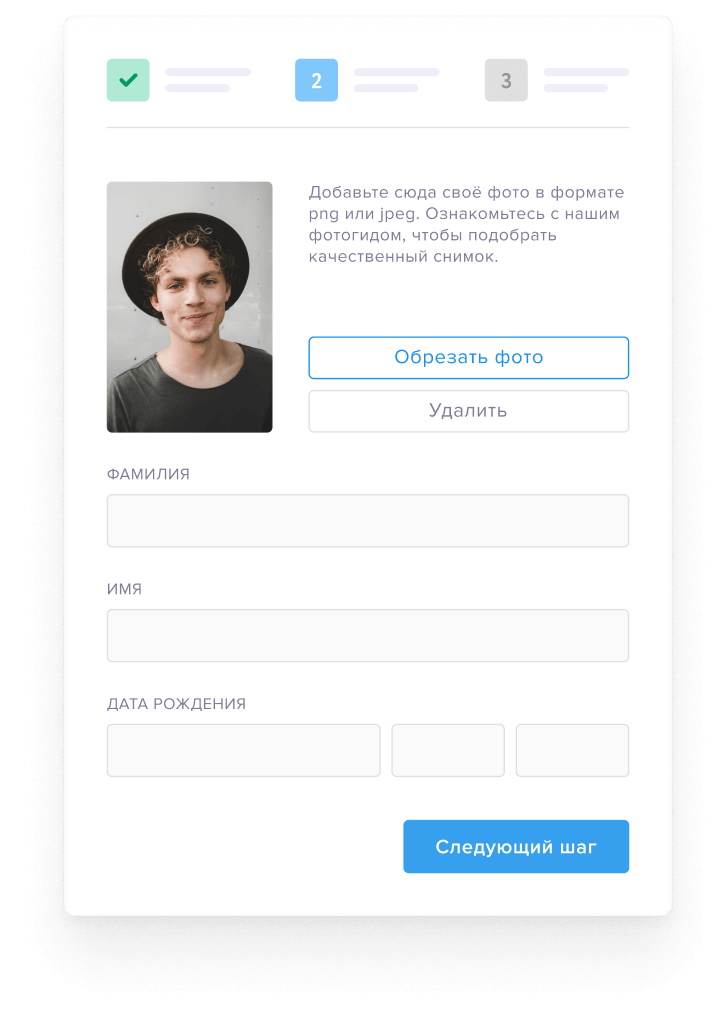 2
3
Добавьте сюда своё фото в формате
png или jpeg. Ознакомьтесь с нашим
фотогидом, чтобы подобрать
качественный снимок.
Обрезать фото
Удалить
ФАМИЛИЯ
ИМЯ
ДАТА РОЖДЕНИЯ
Следующий шаг